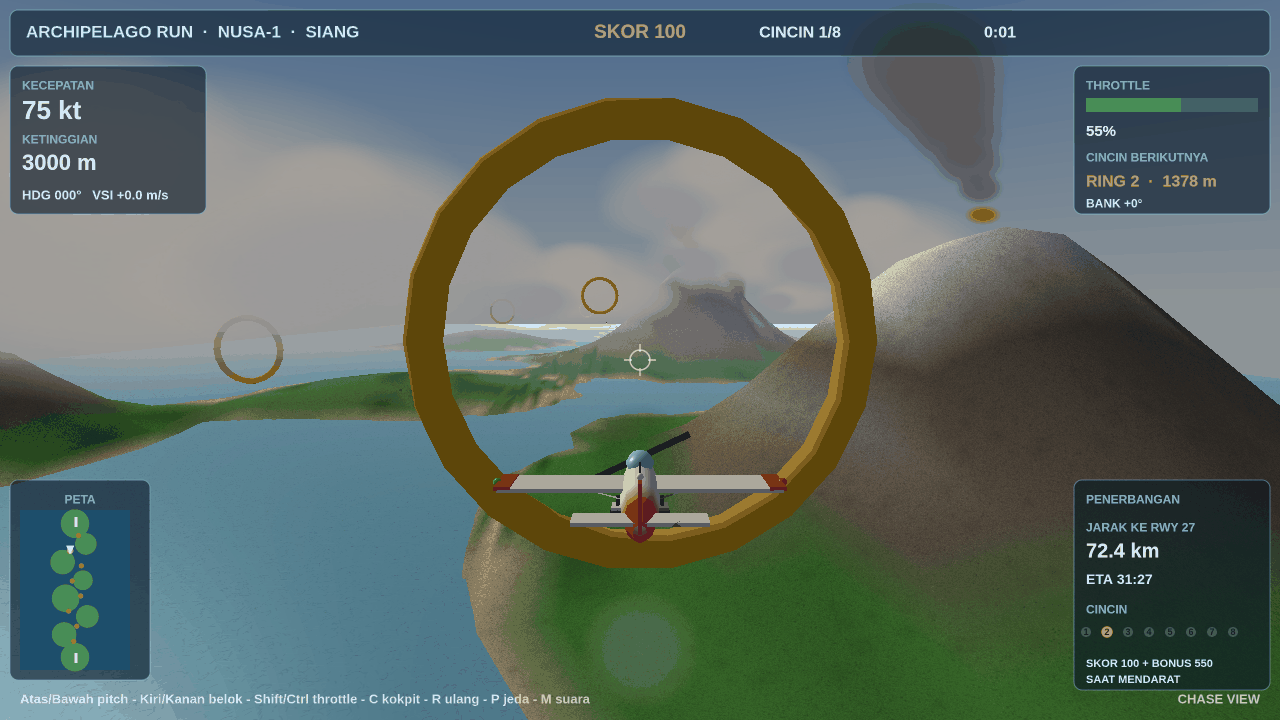 ARCHIPELAGO RUN · NUSA-1 · SIANG
SKOR 100
CINCIN 1/8
0:01
KECEPATAN
75 kt
KETINGGIAN
3000 m
HDG 000° VSI +0.0 m/s
THROTTLE
55%
CINCIN BERIKUTNYA
RING 2 · 1378 m
BANK +0°
PETA
PENERBANGAN
JARAK KE RWY 27
72.4 km
ETA 31:27
CINCIN
1 2 3 4 5 6 7 8
SKOR 100 + BONUS 550
SAAT MENDARAT
Atas/Bawah pitch - Kiri/Kanan belok - Shift/Ctrl throttle - C kokpit - R ulang - P jeda - M suara
CHASE VIEW